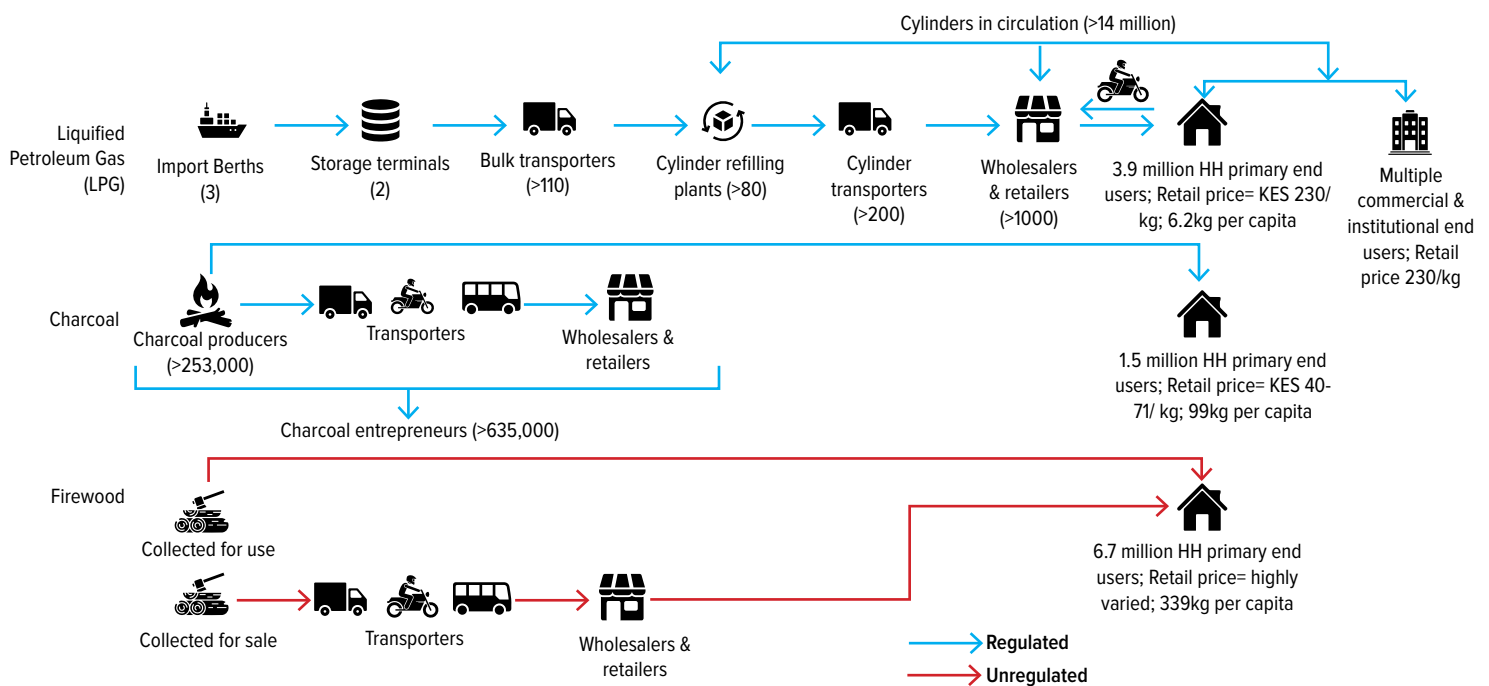 Cylinders in circulation (>14 million)
Liquified
Petroleum Gas
(LPG)
Import Berths
(3)
Storage terminals
(2)
Bulk transporters
(>110)
Cylinder refilling
plants (>80)
Cylinder
transporters
(>200)
Wholesalers
& retailers
(>1000)
3.9 million HH primary end
users; Retail price= KES 230/
kg; 6.2kg per capita
Multiple
commercial &
institutional end
users; Retail
price 230/kg
Charcoal
Charcoal producers
(>253,000)
Transporters
Wholesalers &
retailers
1.5 million HH primary end
users; Retail price= KES 40-
71/ kg; 99kg per capita
Charcoal entrepreneurs (>635,000)
Firewood
Collected for use
Collected for sale
Transporters
Wholesalers &
retailers
6.7 million HH primary end
users; Retail price= highly
varied; 339kg per capita
Regulated
Unregulated